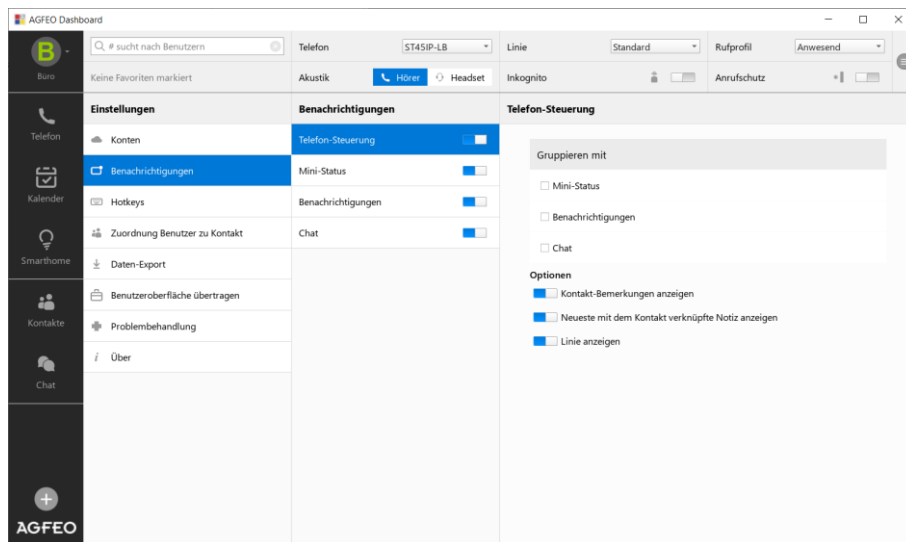 AGFEO Dashboard
B
Büro
# sucht nach Benutzern
Telefon
ST45IP-LB
Linie
Standard
Rufprofil
Anwesend
Keine Favoriten markiert
Akustik
Hörer
Headset
Inkognito
Anrufschutz
Telefon
Kalender
Smarthome
Kontakte
Chat
AGFEO
Einstellungen
Konten
Benachrichtigungen
Hotkeys
Zuordnung Benutzer zu Kontakt
Daten-Export
Benutzeroberfläche übertragen
Problembehandlung
Über
Benachrichtigungen
Telefon-Steuerung
Mini-Status
Benachrichtigungen
Chat
Telefon-Steuerung
Gruppieren mit
Mini-Status
Benachrichtigungen
Chat
Optionen
Kontakt-Bemerkungen anzeigen
Neueste mit dem Kontakt verknüpfte Notiz anzeigen
Linie anzeigen